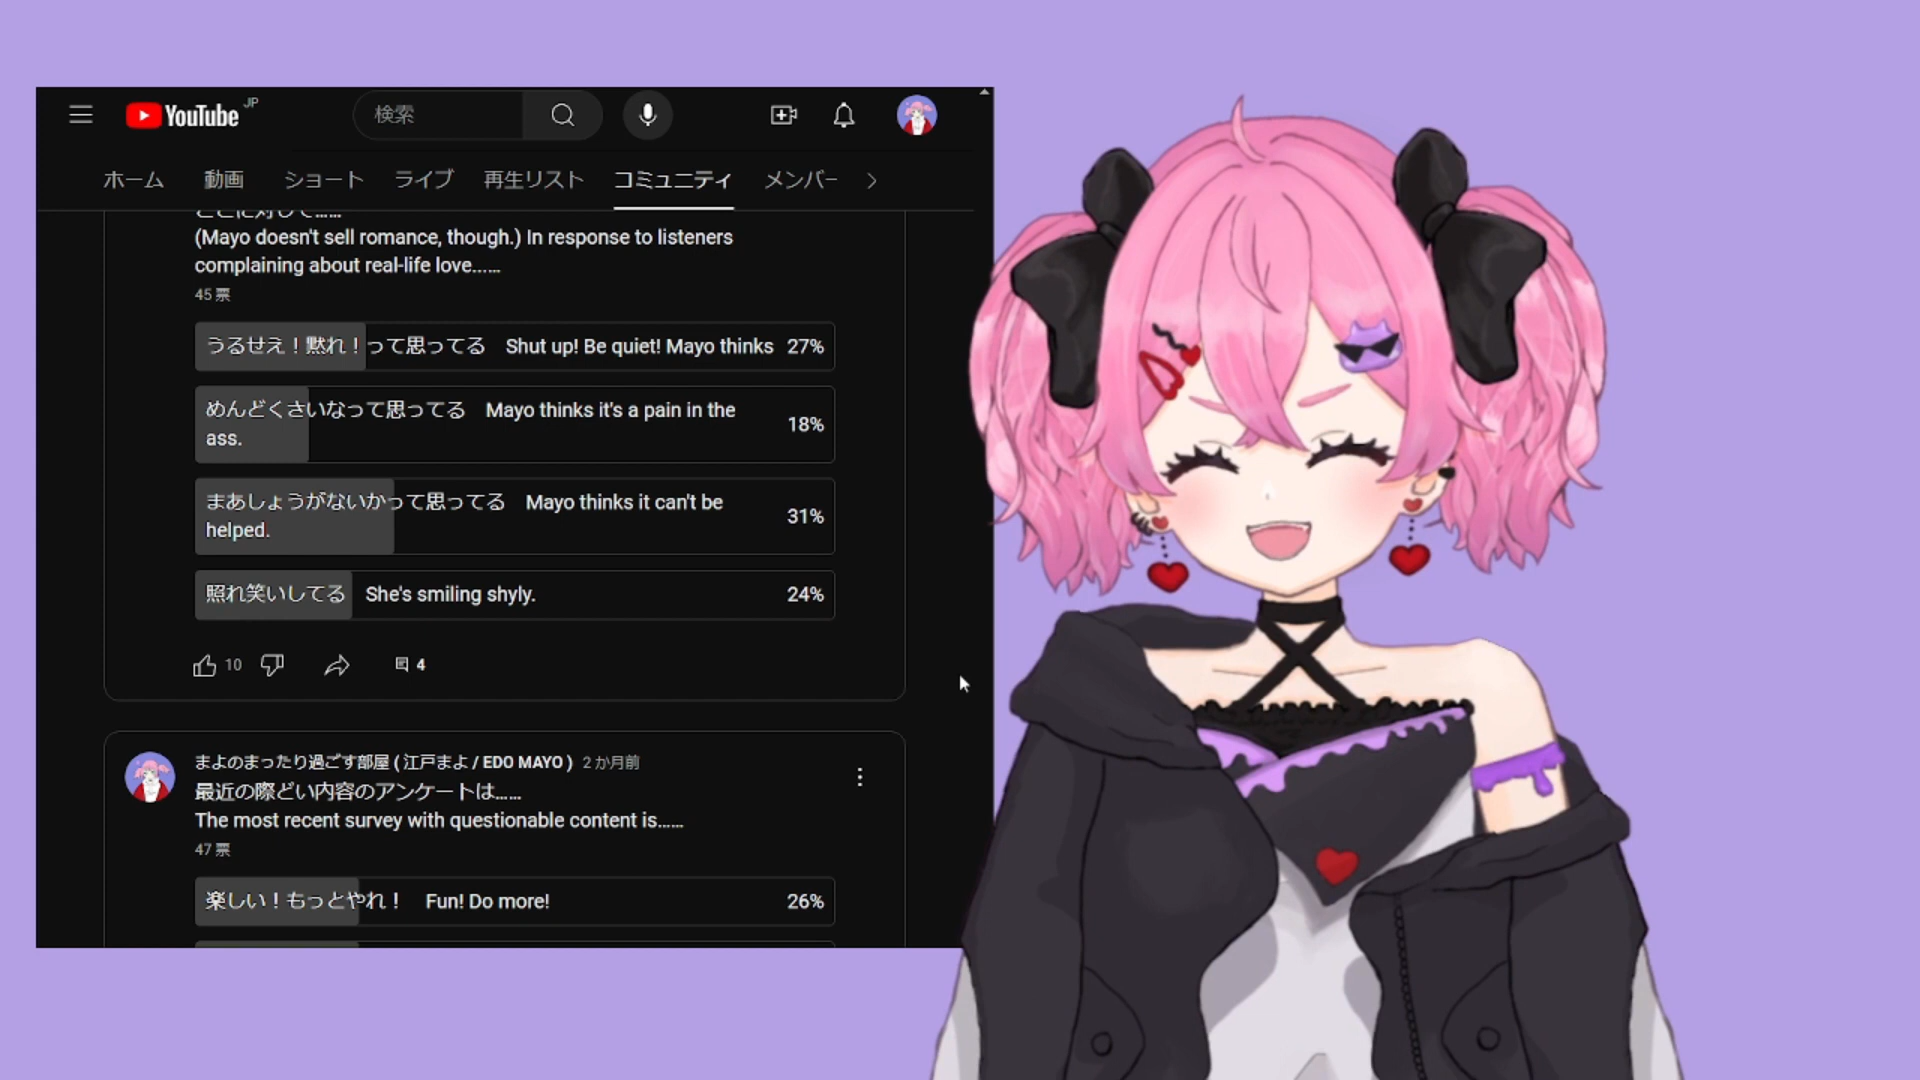 YouTube JP
検索
ホーム 動画 ショート ライブ 再生リスト コミュニティ メンバー
(Mayo doesn't sell romance, though.) In response to listeners
complaining about real-life love......
45 票
うるせえ！黙れ！って思ってる Shut up! Be quiet! Mayo thinks 27%
めんどくさいなって思ってる Mayo thinks it's a pain in the
ass.
18%
まあしょうがないかって思ってる Mayo thinks it can't be
helped.
31%
照れ笑いしてる She's smiling shyly. 24%
10 4
まよのまったり過ごす部屋 ( 江戸まよ / EDO MAYO ) 2 か月前
最近の際どい内容のアンケートは......
The most recent survey with questionable content is......
47 票
楽しい！もっとやれ！ Fun! Do more! 26%